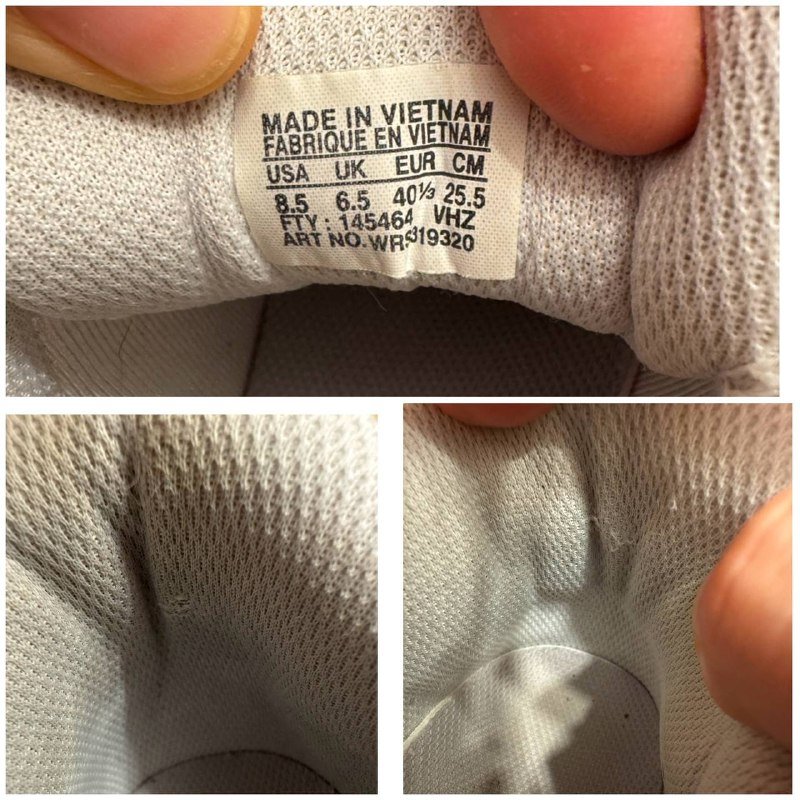 MADE IN VIETNAM
FABRIQUE EN VIETNAM
USA UK EUR CM
8.5 6.5 40⅓ 25.5
FTY : 145464 VHZ
ART NO.